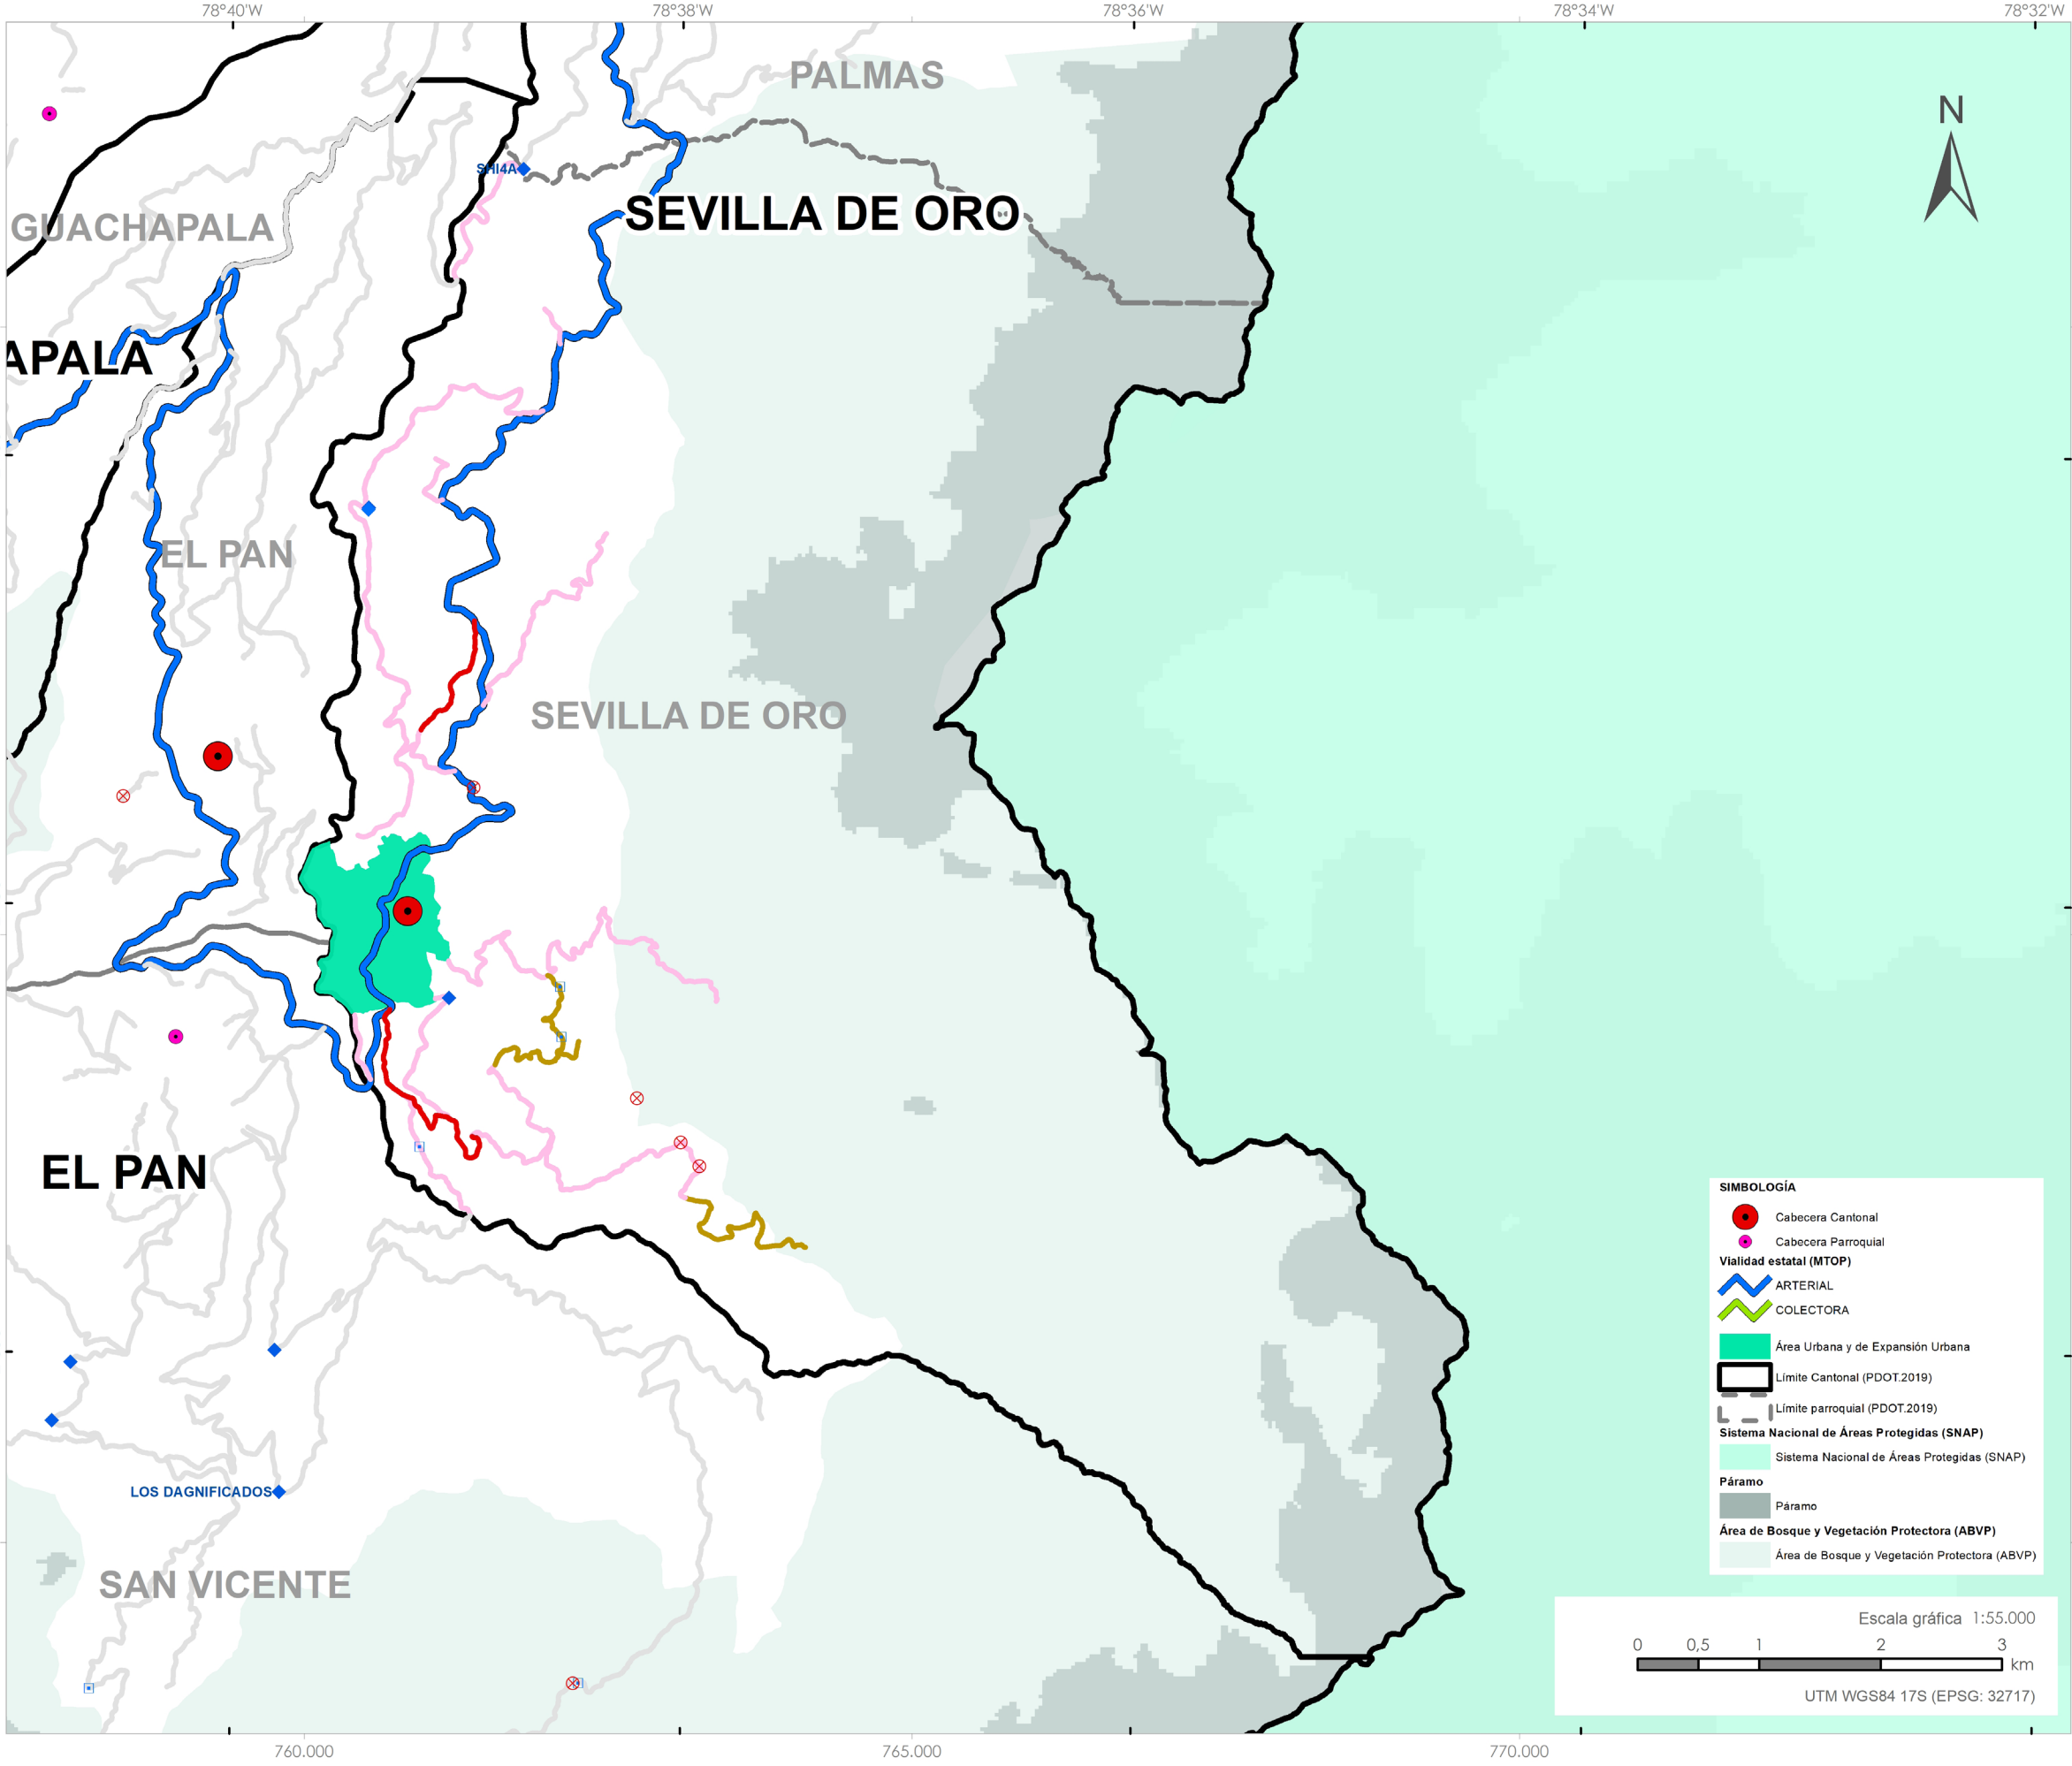 78°40'W
78°38'W
78°36'W
78°34'W
78°32'W
PALMAS
N
SHI4A
SEVILLA DE ORO
GUACHAPALA
APALA
EL PAN
SEVILLA DE ORO
EL PAN
LOS DAGNIFICADOS
SAN VICENTE
SIMBOLOGÍA
Cabecera Cantonal
Cabecera Parroquial
Vialidad estatal (MTOP)
ARTERIAL
COLECTORA
Área Urbana y de Expansión Urbana
Límite Cantonal (PDOT.2019)
Límite parroquial (PDOT.2019)
Sistema Nacional de Áreas Protegidas (SNAP)
Sistema Nacional de Áreas Protegidas (SNAP)
Páramo
Páramo
Área de Bosque y Vegetación Protectora (ABVP)
Área de Bosque y Vegetación Protectora (ABVP)
Escala gráfica 1:55.000
0 0,5 1 2 3
km
UTM WGS84 17S (EPSG: 32717)
760.000
765.000
770.000